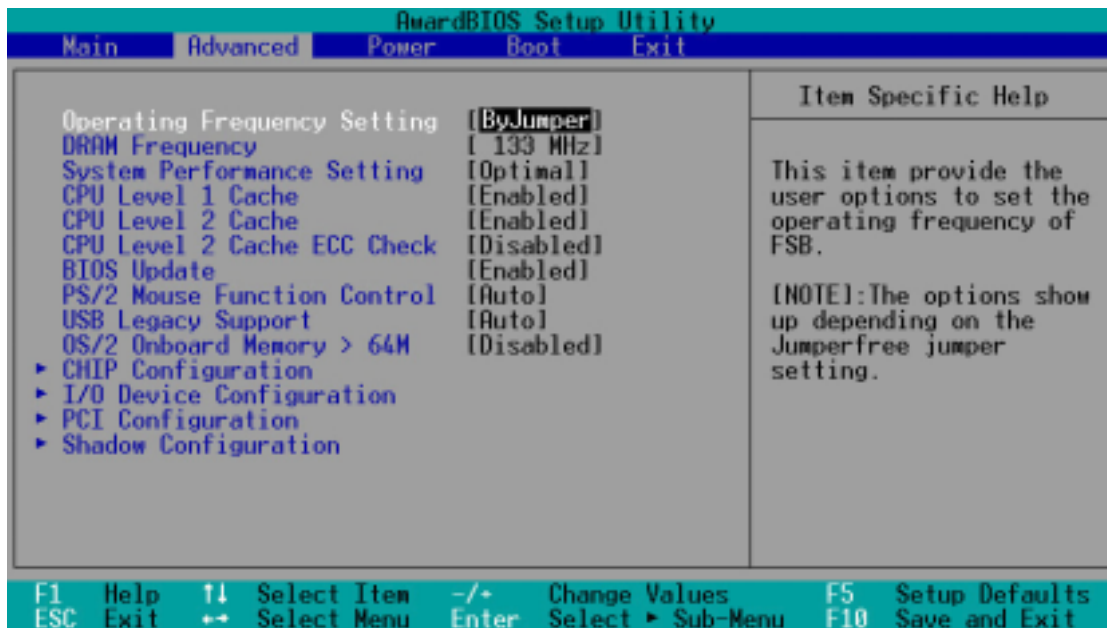 AwardBIOS Setup Utility
Main Advanced Power Boot Exit
Operating Frequency Setting [ByJumper]
DRAM Frequency [ 133 MHz]
System Performance Setting [Optimal]
CPU Level 1 Cache [Enabled]
CPU Level 2 Cache [Enabled]
CPU Level 2 Cache ECC Check [Disabled]
BIOS Update [Enabled]
PS/2 Mouse Function Control [Auto]
USB Legacy Support [Auto]
OS/2 Onboard Memory > 64M [Disabled]
► CHIP Configuration
► I/O Device Configuration
► PCI Configuration
► Shadow Configuration
Item Specific Help
This item provide the
user options to set the
operating frequency of
FSB.
[NOTE]:The options show
up depending on the
Jumperfree jumper
setting.
F1 Help ↑↓ Select Item -/+ Change Values F5 Setup Defaults
ESC Exit ←→ Select Menu Enter Select ► Sub-Menu F10 Save and Exit